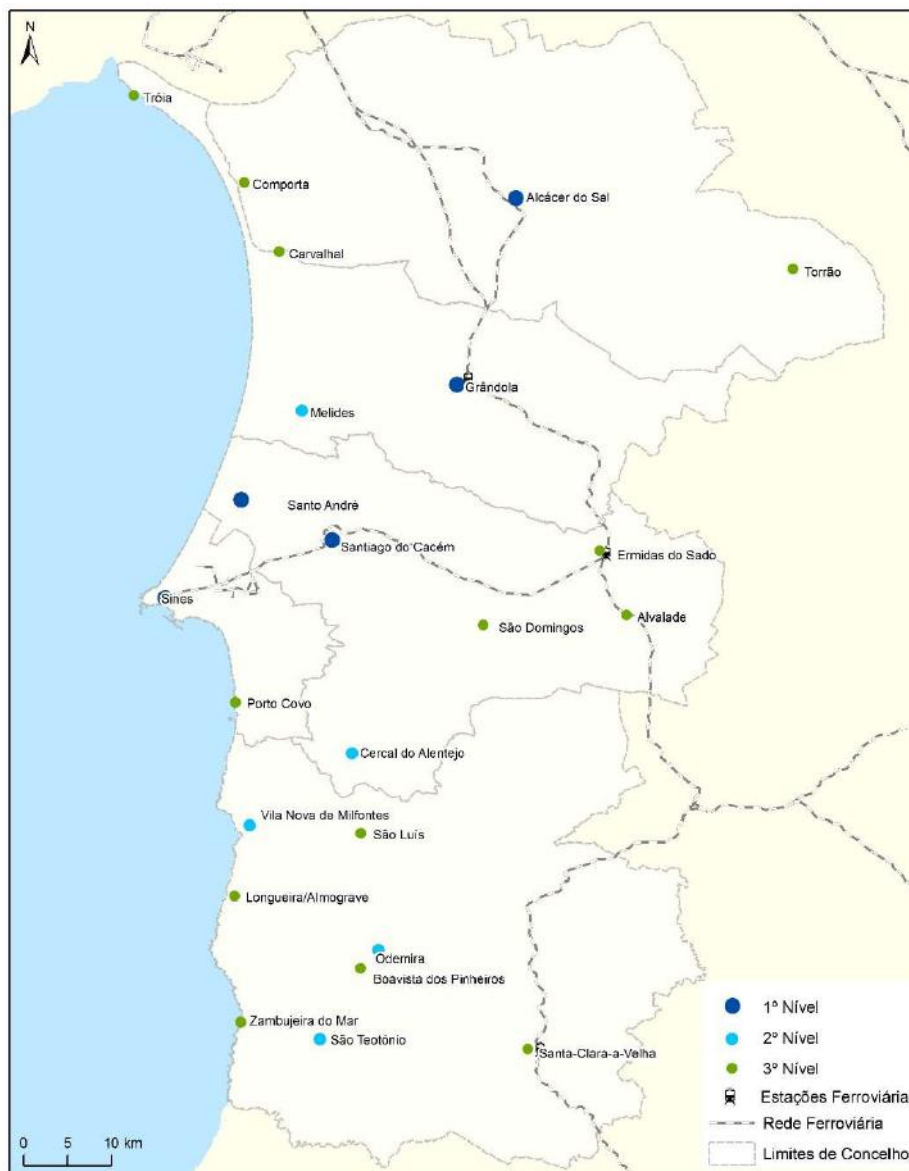 N
Tróia
Comporta
Alcácer do Sal
Carvalhal
Torrão
Grândola
Melides
Santo André
Santiago do Cacém
Ermidas do Sado
Sines
Alvalade
São Domingos
Porto Covo
Cercal do Alentejo
Vila Nova de Milfontes
São Luís
Longueira/Almograve
Odemira
Boavista dos Pinheiros
Zambujeira do Mar
São Teotónio
Santa-Clara-a-Velha
1º Nível
2º Nível
3º Nível
Estações Ferroviária
Rede Ferroviária
Limites de Concelho
0 5 10 km